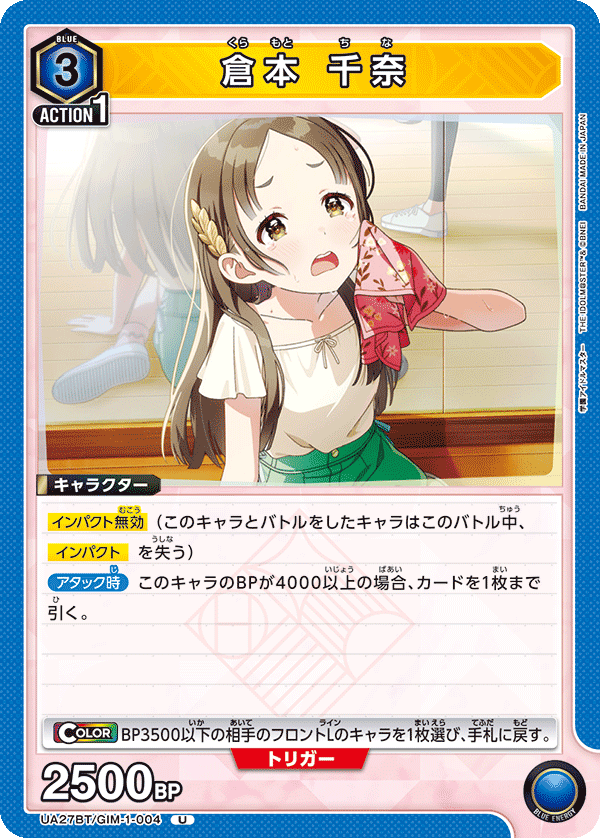 BLUE
3
ACTION1
くら もと ち な
倉本 千奈
THE IDOLM@STER™& ©BNEI BANDAI MADE IN JAPAN
学園アイドルマスター
キャラクター
むこう ちゅう
インパクト無効 (このキャラとバトルをしたキャラはこのバトル中、
うしな
インパクト を失う)
じ いじょう ばあい まい
アタック時 このキャラのBPが4000以上の場合、カードを1枚まで
ひ
引く。
いか あいて ライン まいえら てふだ もど
COLOR BP3500以下の相手のフロントLのキャラを1枚選び、手札に戻す。
トリガー
2500BP
UA27BT/GIM-1-004 U
BLUE ENERGY